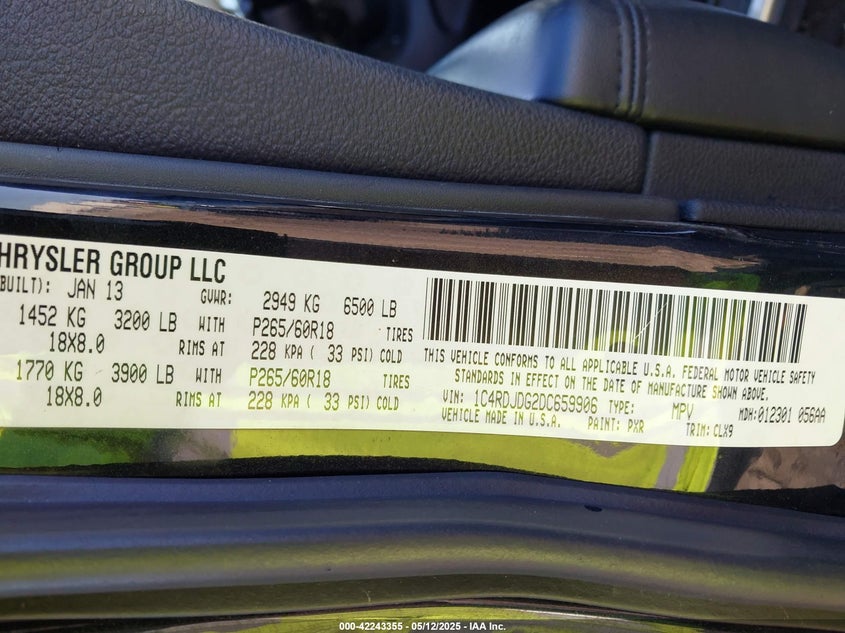 HRYSLER GROUP LLC
BUILT): JAN 13 GVWR: 2949 KG 6500 LB
1452 KG 3200 LB WITH P265/60R18 TIRES
18X8.0 RIMS AT 228 KPA ( 33 PSI) COLD
1770 KG 3900 LB WITH P265/60R18 TIRES
18X8.0 RIMS AT 228 KPA ( 33 PSI) COLD
THIS VEHICLE CONFORMS TO ALL APPLICABLE U.S.A. FEDERAL MOTOR VEHICLE SAFETY
STANDARDS IN EFFECT ON THE DATE OF MANUFACTURE SHOWN ABOVE.
VIN: 1C4RDJDG2DC659906 TYPE: MPV MDH:012301 056AA
VEHICLE MADE IN U.S.A. PAINT: PXR TRIM: CLX9
000-42243355 - 05/12/2025 - IAA Inc.